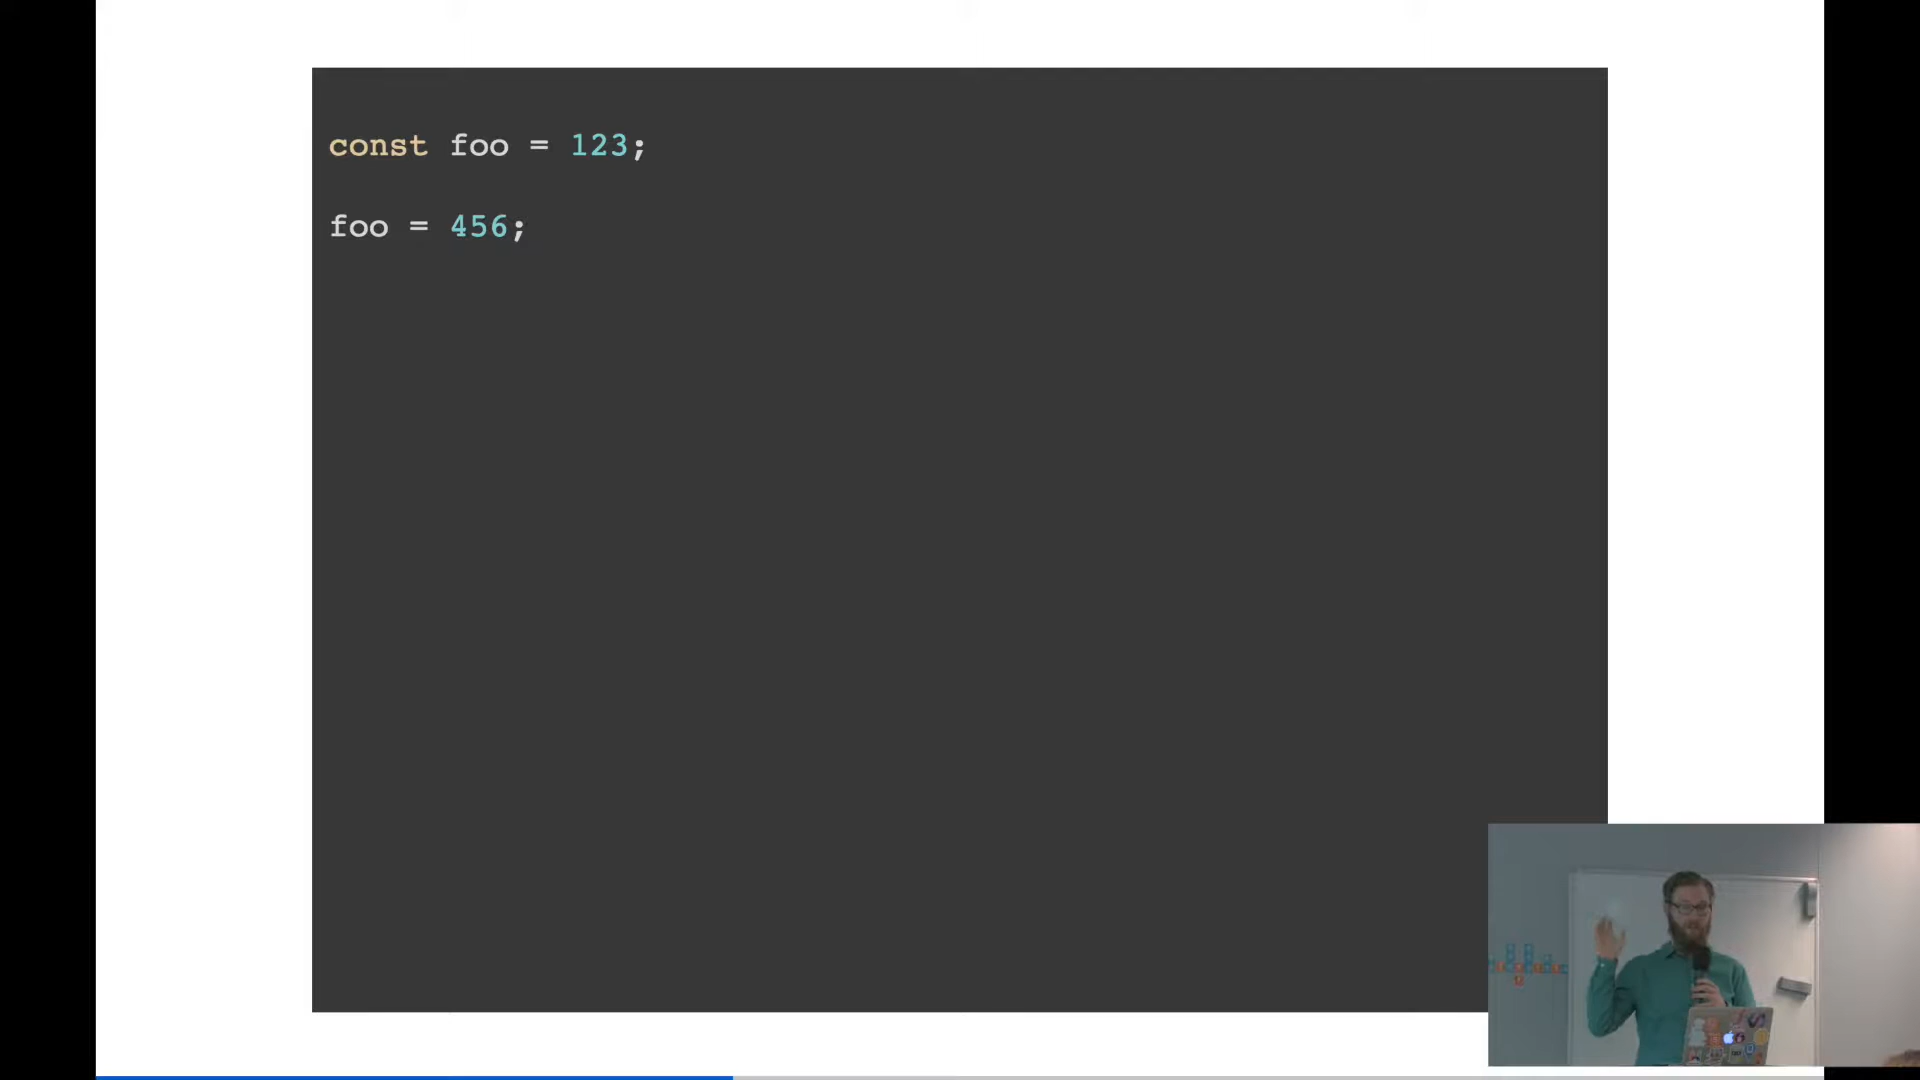 const foo = 123;
foo = 456;